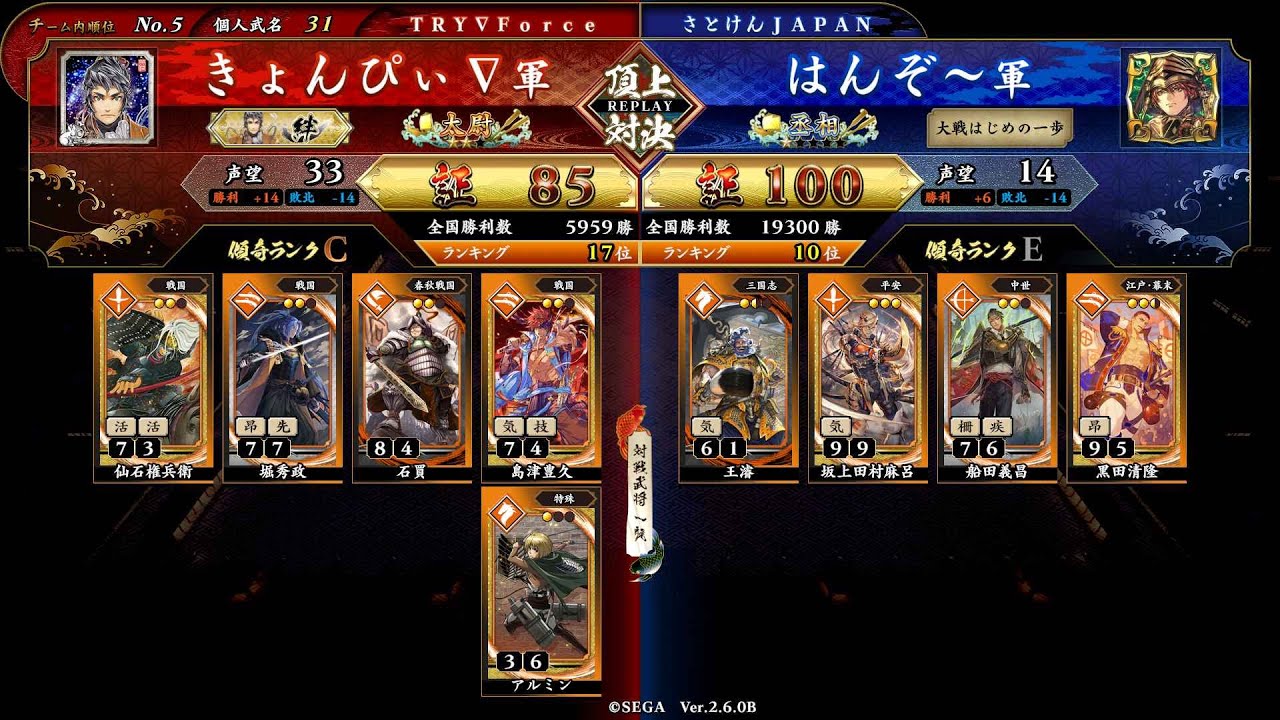 チーム内順位 No.5 個人武名 31 TRY∇Force
さとけんJAPAN
きょんぴぃ∇軍
頂上
REPLAY
対決
はんぞ〜軍
絆
太尉
丞相
大戦はじめの一歩
声望 33
勝利 +14 敗北 -14
証 85
証 100
声望 14
勝利 +6 敗北 -14
全国勝利数 5959勝
全国勝利数 19300勝
傾奇ランク C
ランキング 17位
ランキング 10位
傾奇ランク E
戦国
活 活
7 3
仙石権兵衛
戦国
昂 先
7 7
堀秀政
春秋戦国
8 4
石買
戦国
気 技
7 4
島津豊久
三国志
気
6 1
王濬
平安
気
9 9
坂上田村麻呂
中世
柵 疾
7 6
船田義昌
江戸・幕末
昂
9 5
黒田清隆
対戦武将一覧
特殊
3 6
アルミン
©SEGA Ver.2.6.0B